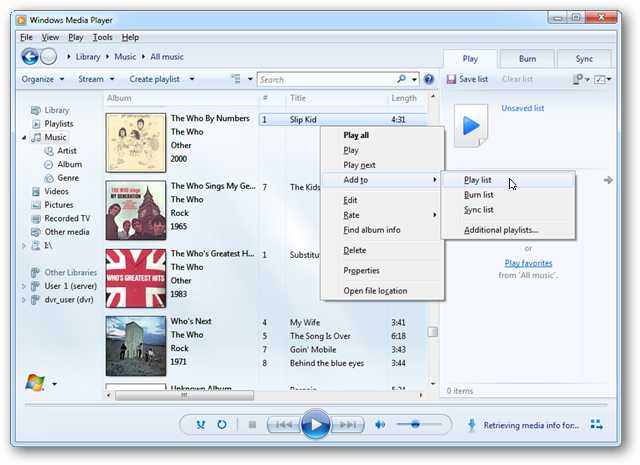 Windows Media Player
File View Play Tools Help
Library Music All music
Play Burn Sync
Organize Stream Create playlist Search
Save list Clear list
Album # Title Length
Library
Playlists
Music
Artist
Album
Genre
Videos
Pictures
Recorded TV
Other media
Other Libraries
User 1 (server)
dvr_user (dvr)
The Who By Numbers
The Who
Other
2000
1 Slip Kid 4:31
The Who Sings My Ge...
The Who
Rock
1965
7 The Kids
The Who's Greatest H...
The Who
Other
1983
1 Substitut
Who's Next
The Who
Rock
1971
4 My Wife 3:41
5 The Song Is Over 6:18
7 Goin' Mobile 3:43
8 Behind the blue eyes 3:44
Unknown Album
Play all
Play
Play next
Add to
Edit
Rate
Find album info
Delete
Properties
Open file location
Play list
Burn list
Sync list
Additional playlists...
Unsaved list
or
Play favorites
from 'All music'.
0 items
Retrieving media info for...